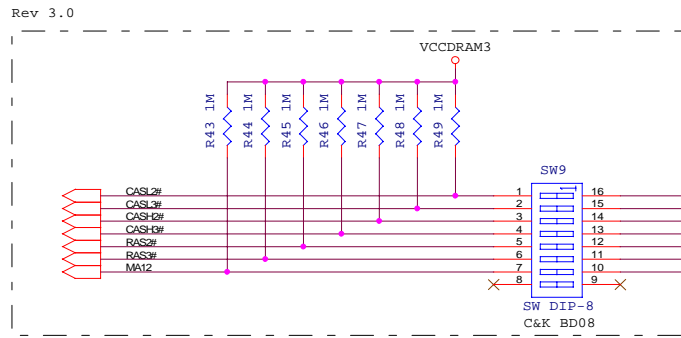 Rev 3.0
VCCDRAM3
R43 1M
R44 1M
R45 1M
R46 1M
R47 1M
R48 1M
R49 1M
SW9
1
CASL2# 1 16
CASL3# 2 15
CASH2# 3 14
CASH3# 4 13
RAS2# 5 12
RAS3# 6 11
MA12 7 10
8 9
SW DIP-8
C&K BD08